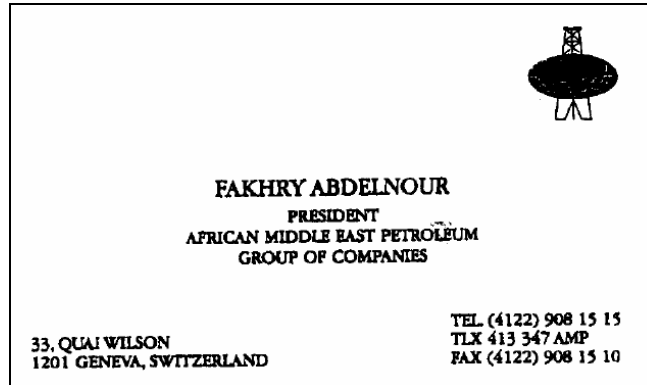 FAKHRY ABDELNOUR
PRESIDENT
AFRICAN MIDDLE EAST PETROLEUM
GROUP OF COMPANIES
33, QUAI WILSON
1201 GENEVA, SWITZERLAND
TEL. (4122) 908 15 15
TLX 413 347 AMP
FAX (4122) 908 15 10